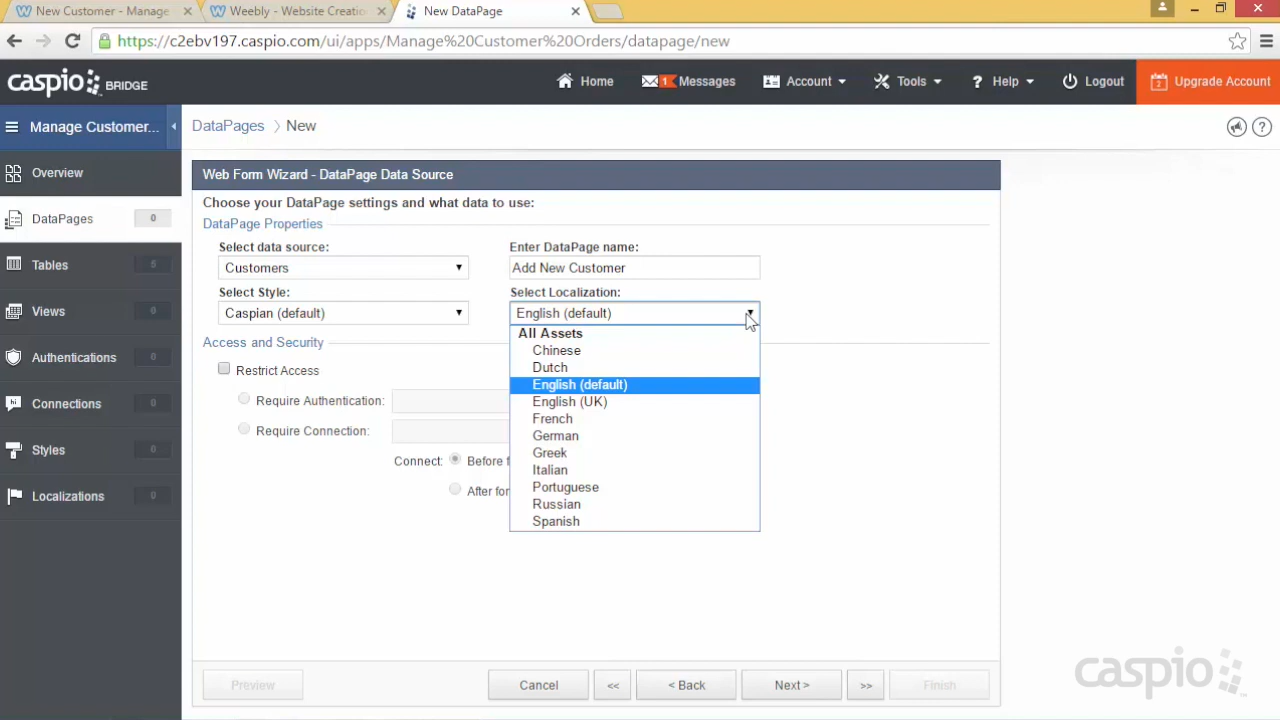 New Customer - Manage
Weebly - Website Creatio
New DataPage
https://c2ebv197.caspio.com/ui/apps/Manage%20Customer%20Orders/datapage/new
caspio BRIDGE
Home
1 Messages
Account
Tools
? Help
Logout
Upgrade Account
Manage Customer...
DataPages > New
Overview
DataPages 0
Tables 5
Views 0
Authentications 0
Connections 0
Styles 0
Localizations 0
Web Form Wizard - DataPage Data Source
Choose your DataPage settings and what data to use:
DataPage Properties
Select data source:
Customers
Enter DataPage name:
Add New Customer
Select Style:
Caspian (default)
Select Localization:
English (default)
All Assets
Chinese
Dutch
English (default)
English (UK)
French
German
Greek
Italian
Portuguese
Russian
Spanish
Access and Security
Restrict Access
Require Authentication:
Require Connection:
Connect:
Before f
After for
Preview
Cancel
<<
< Back
Next >
>>
Finish
caspio